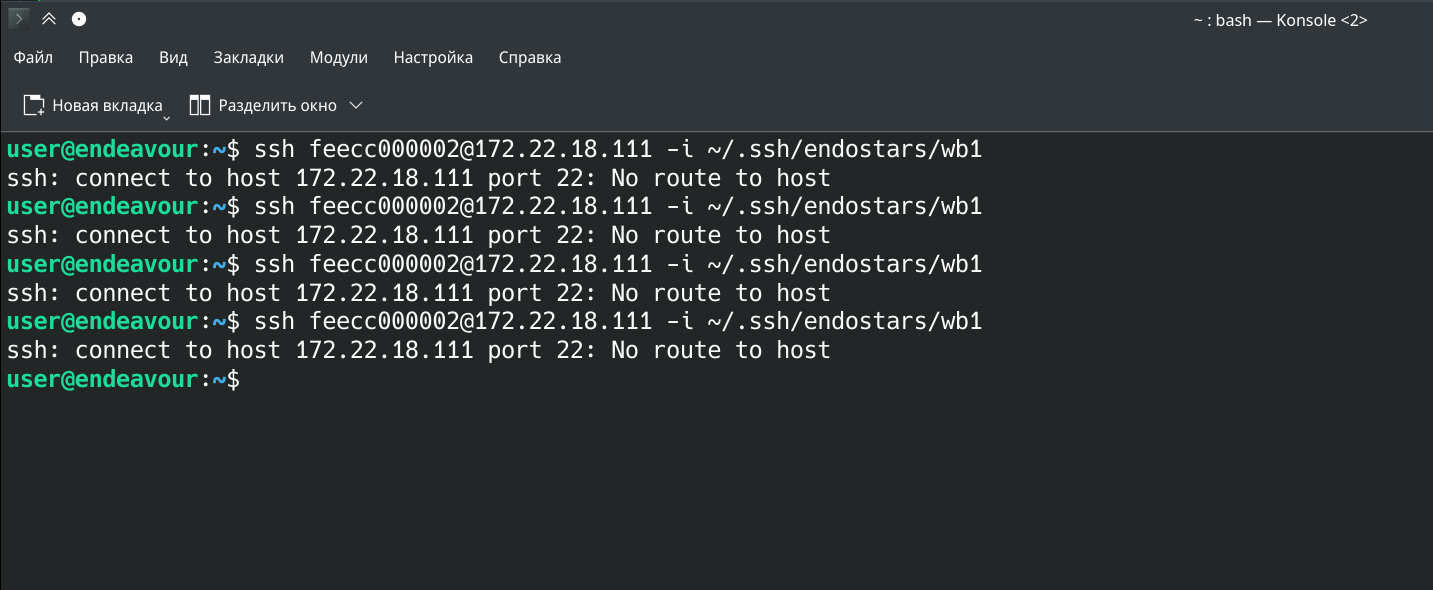 ~ : bash — Konsole <2>
Файл Правка Вид Закладки Модули Настройка Справка
Новая вкладка Разделить окно
user@endeavour:~$ ssh feecc000002@172.22.18.111 -i ~/.ssh/endostars/wb1
ssh: connect to host 172.22.18.111 port 22: No route to host
user@endeavour:~$ ssh feecc000002@172.22.18.111 -i ~/.ssh/endostars/wb1
ssh: connect to host 172.22.18.111 port 22: No route to host
user@endeavour:~$ ssh feecc000002@172.22.18.111 -i ~/.ssh/endostars/wb1
ssh: connect to host 172.22.18.111 port 22: No route to host
user@endeavour:~$ ssh feecc000002@172.22.18.111 -i ~/.ssh/endostars/wb1
ssh: connect to host 172.22.18.111 port 22: No route to host
user@endeavour:~$